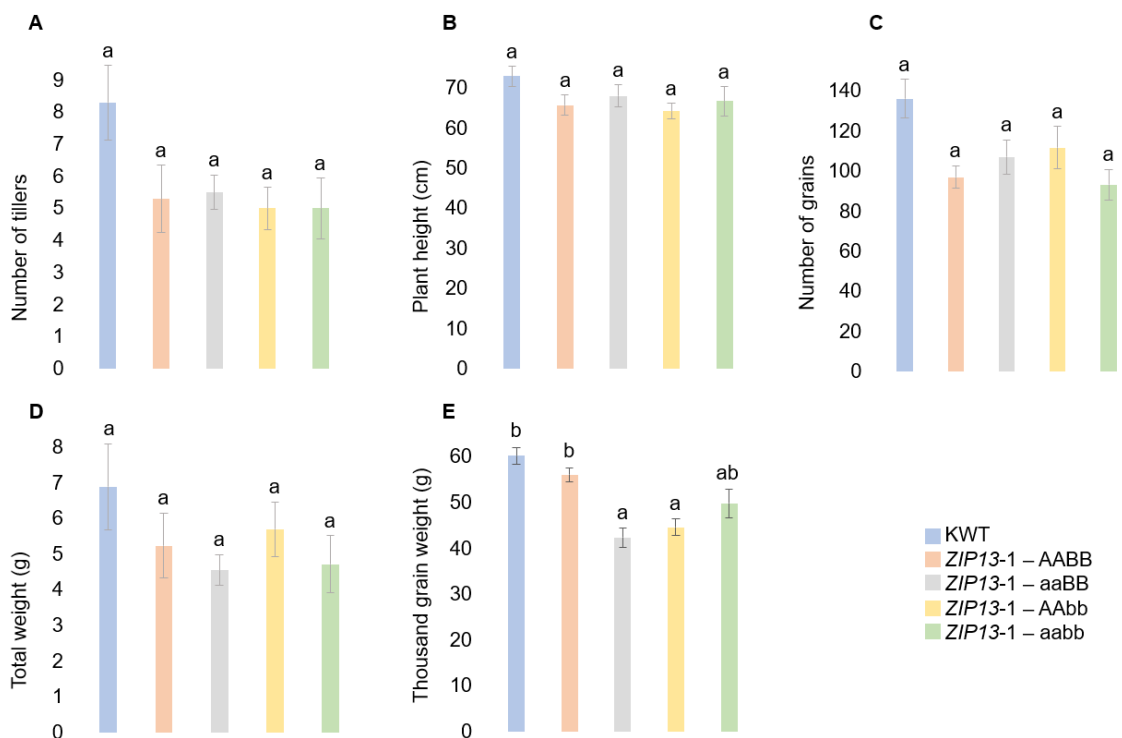 A
Number of tillers
9
8
7
6
5
4
3
2
1
0
a
a
a
a
a
B
Plant height (cm)
70
60
50
40
30
20
10
0
a
a
a
a
a
C
Number of grains
140
120
100
80
60
40
20
0
a
a
a
a
a
D
Total weight (g)
8
7
6
5
4
3
2
1
0
a
a
a
a
a
E
Thousand grain weight (g)
60
50
40
30
20
10
0
b
b
a
a
ab
KWT
ZIP13-1 – AABB
ZIP13-1 – aaBB
ZIP13-1 – AAbb
ZIP13-1 – aabb